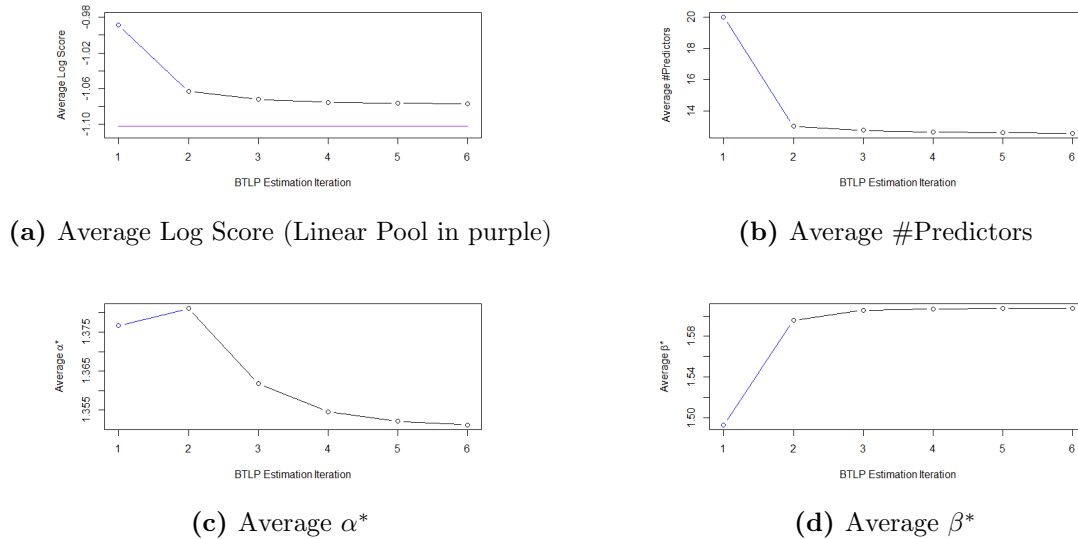 Average Log Score
-0.98
-1.02
-1.06
-1.10
1 2 3 4 5 6
BTLP Estimation Iteration
(a) Average Log Score (Linear Pool in purple)
Average #Predictors
20
18
16
14
1 2 3 4 5 6
BTLP Estimation Iteration
(b) Average #Predictors
Average α*
1.375
1.365
1.355
1 2 3 4 5 6
BTLP Estimation Iteration
(c) Average α*
Average β*
1.58
1.54
1.50
1 2 3 4 5 6
BTLP Estimation Iteration
(d) Average β*